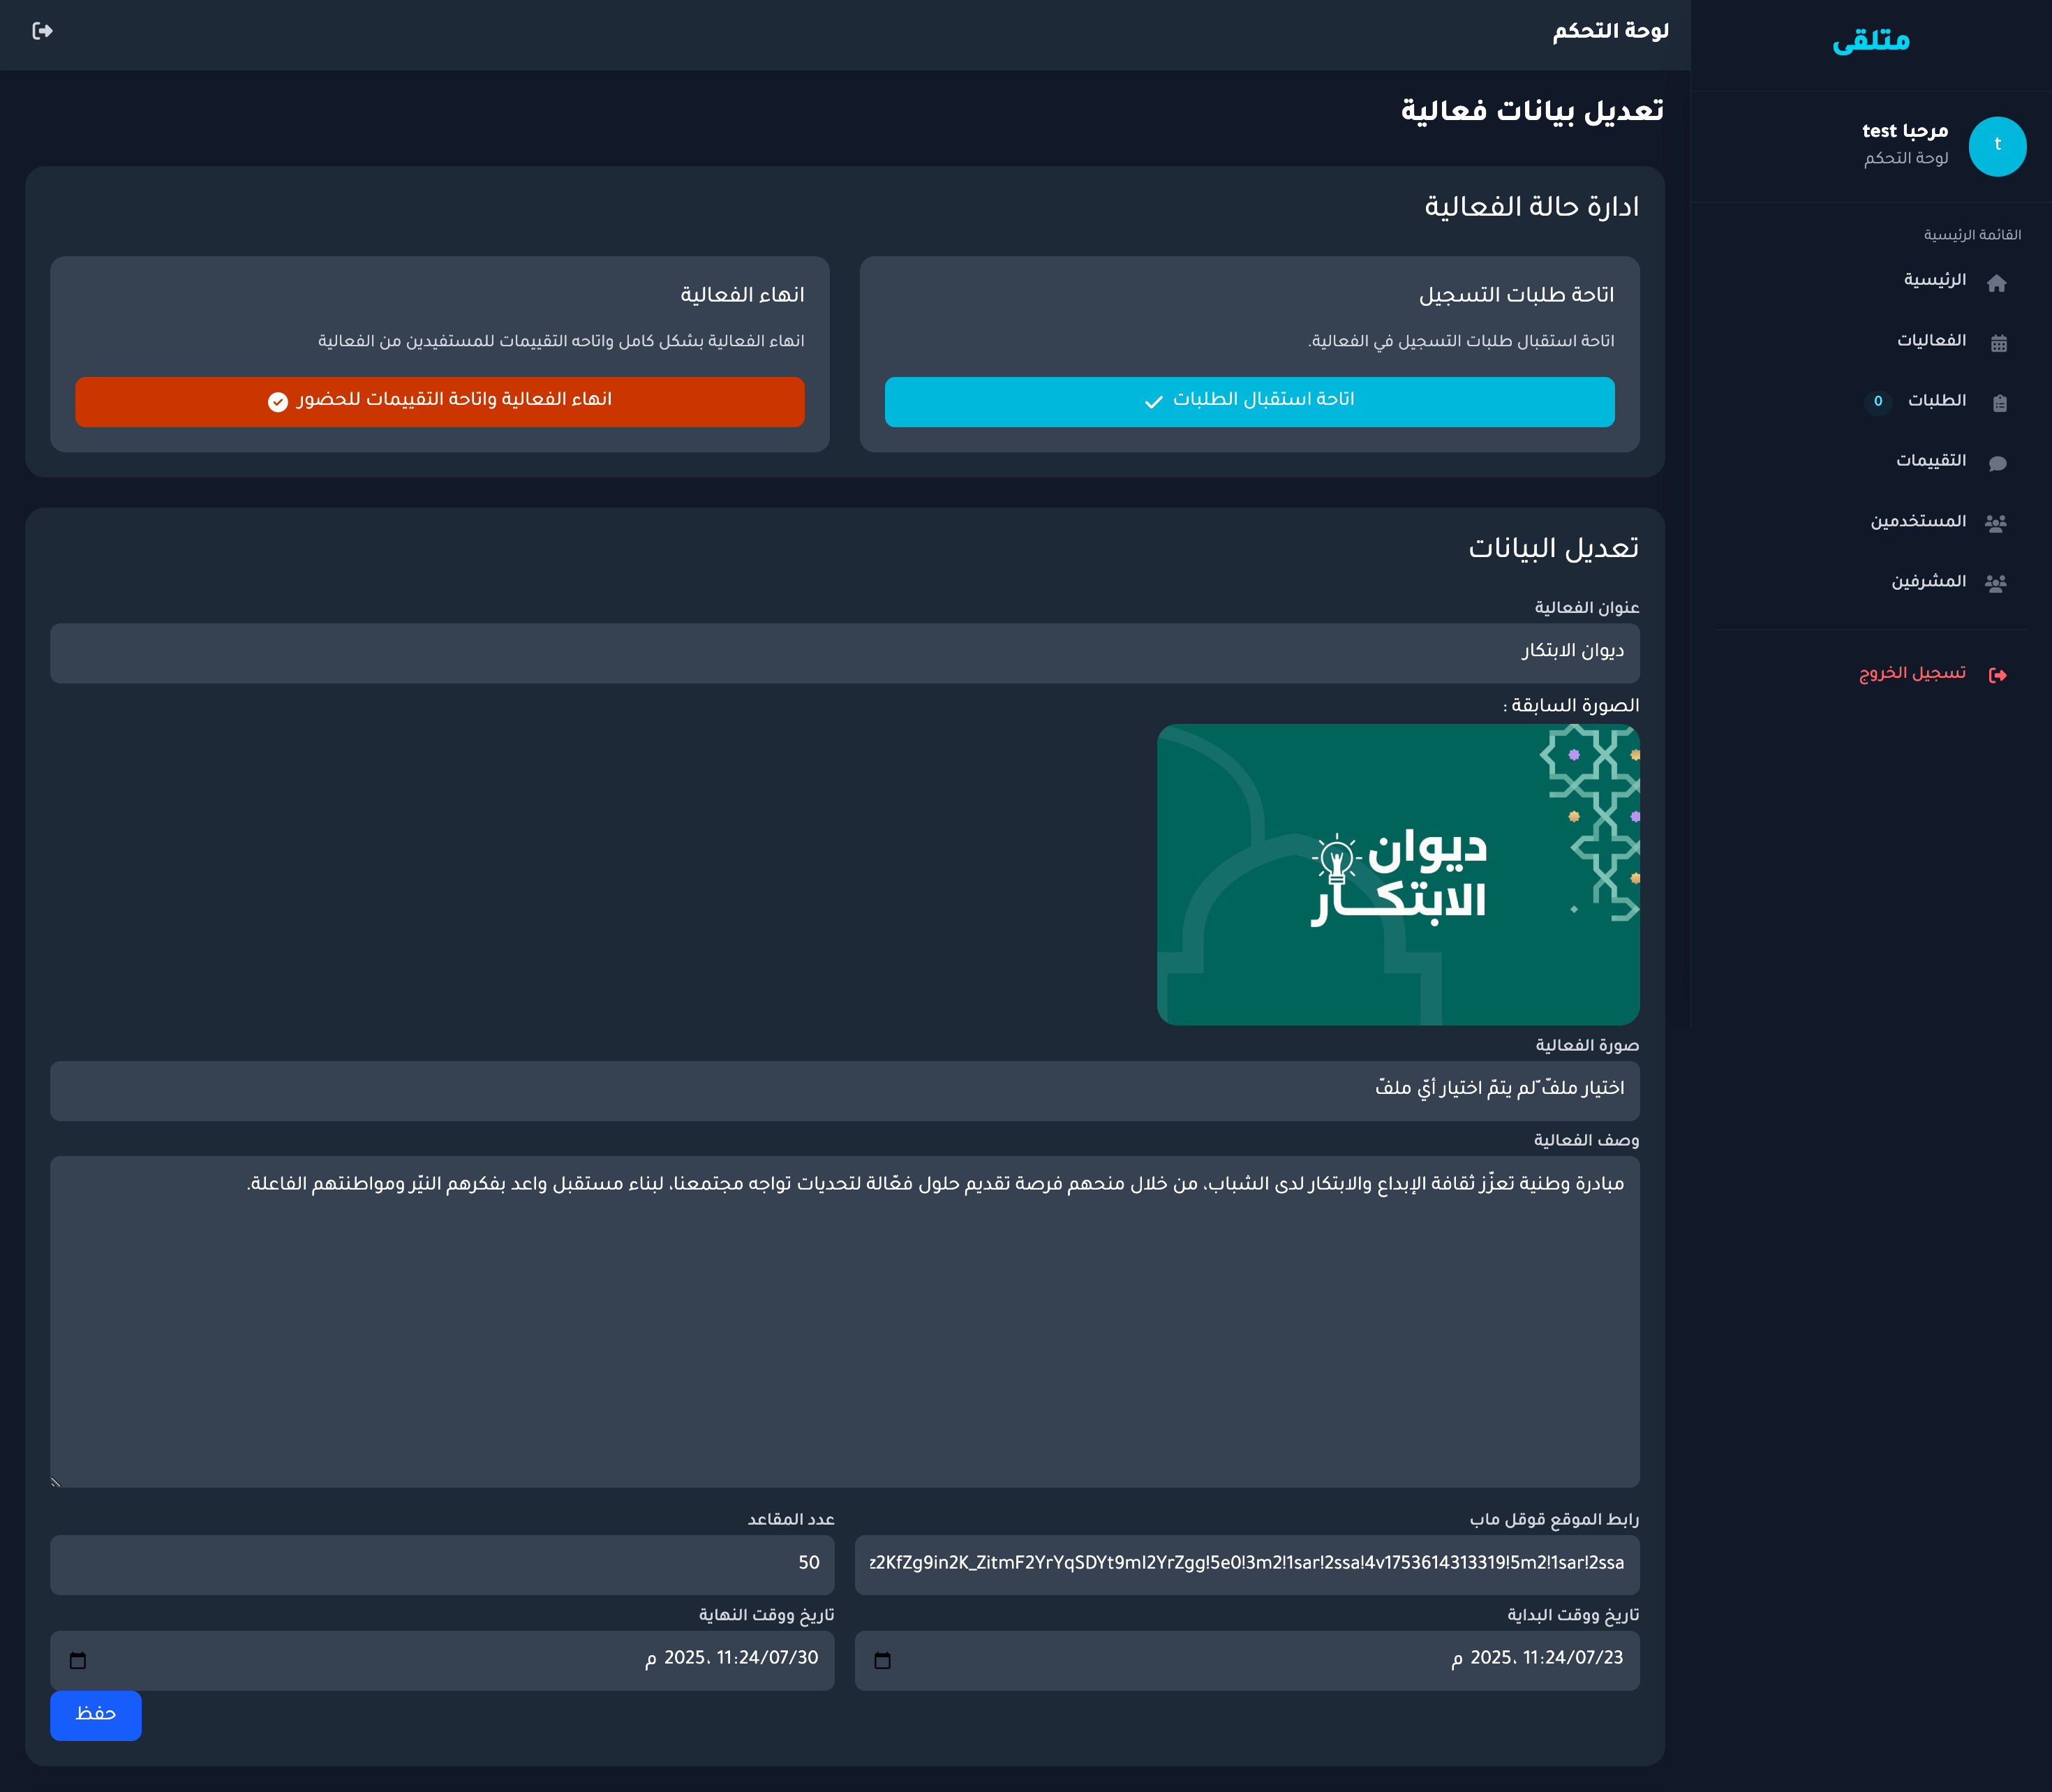 متلقى
مرحبا test
t
لوحة التحكم
القائمة الرئيسية
الرئيسية
الفعاليات
الطلبات 0
التقييمات
المستخدمين
المشرفين
تسجيل الخروج
لوحة التحكم
تعديل بيانات فعالية
ادارة حالة الفعالية
اتاحة طلبات التسجيل
اتاحة استقبال طلبات التسجيل في الفعالية.
اتاحة استقبال الطلبات
انهاء الفعالية
انهاء الفعالية بشكل كامل واتاحه التقييمات للمستفيدين من الفعالية
انهاء الفعالية واتاحة التقييمات للحضور
تعديل البيانات
عنوان الفعالية
ديوان الابتكار
الصورة السابقة :
ديوان
الابتكــار
صورة الفعالية
اختيار ملفّ لم يتمّ اختيار أيّ ملفّ
وصف الفعالية
مبادرة وطنية تعزّز ثقافة الإبداع والابتكار لدى الشباب، من خلال منحهم فرصة تقديم حلول فعّالة لتحديات تواجه مجتمعنا، لبناء مستقبل واعد بفكرهم النيّر ومواطنتهم الفاعلة.
رابط الموقع قوقل ماب
z2KfZg9in2K_ZitmF2YrYqSDYt9mI2YrZgg!5e0!3m2!1sar!2ssa!4v1753614313319!5m2!1sar!2ssa
عدد المقاعد
50
تاريخ ووقت البداية
23/07/2025، 11:24 م
تاريخ ووقت النهاية
30/07/2025، 11:24 م
حفظ